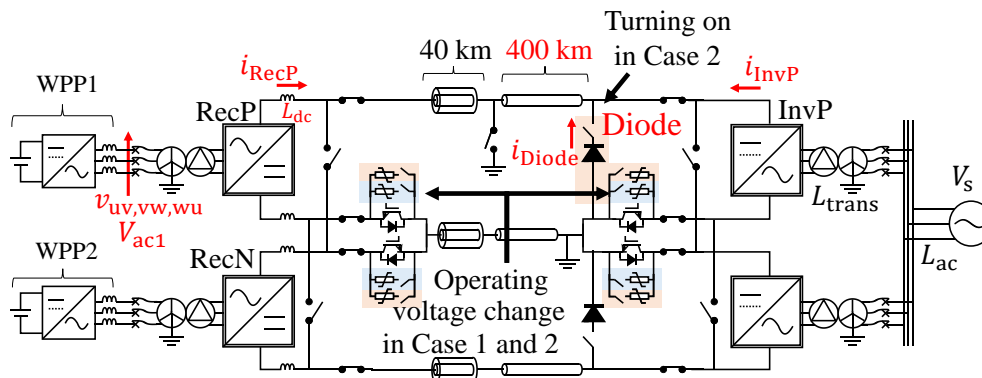 Turning on
in Case 2
40 km
400 km
i_RecP
i_InvP
WPP1
RecP
L_dc
InvP
Diode
i_Diode
v_uv,vw,wu
V_ac1
L_trans
V_s
L_ac
WPP2
RecN
Operating
voltage change
in Case 1 and 2